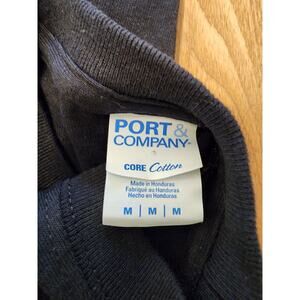 PORT &
COMPANY®
CORE Cotton
Made in Honduras
Fabriqué au Honduras
Hecho en Honduras
M | M | M